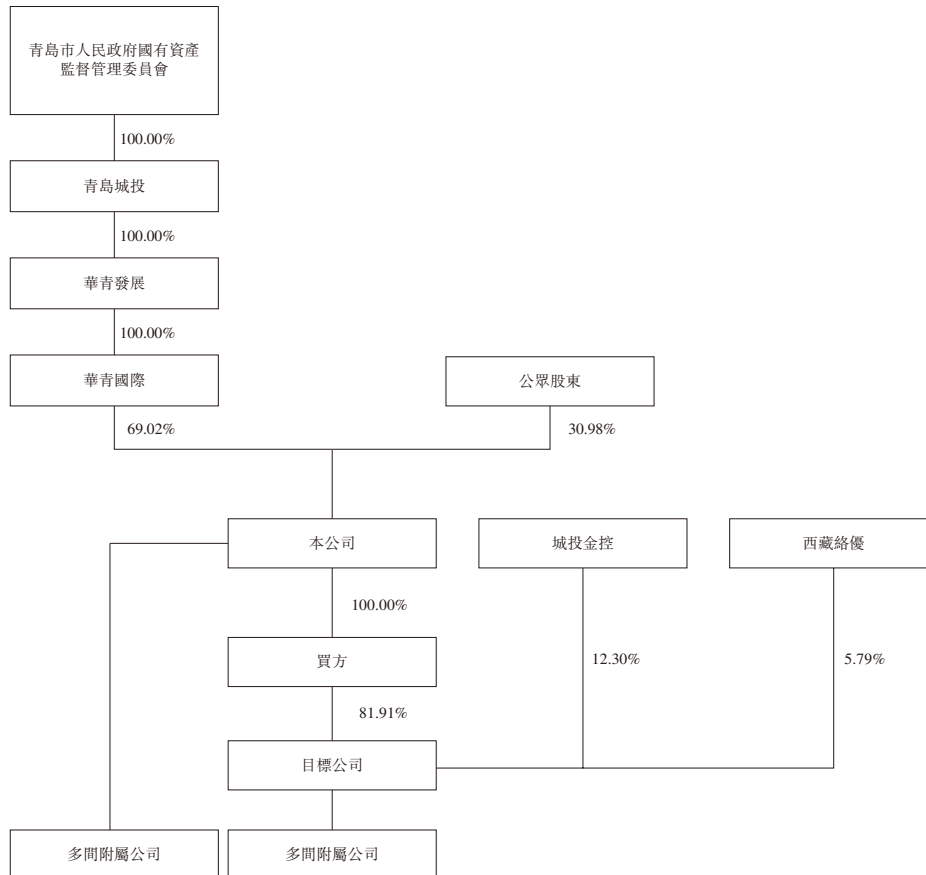 青島市人民政府國有資產
監督管理委員會
100.00%
青島城投
100.00%
華青發展
100.00%
華青國際
公眾股東
69.02%
30.98%
本公司
城投金控
西藏絡優
100.00%
買方
12.30%
5.79%
81.91%
目標公司
多間附屬公司
多間附屬公司